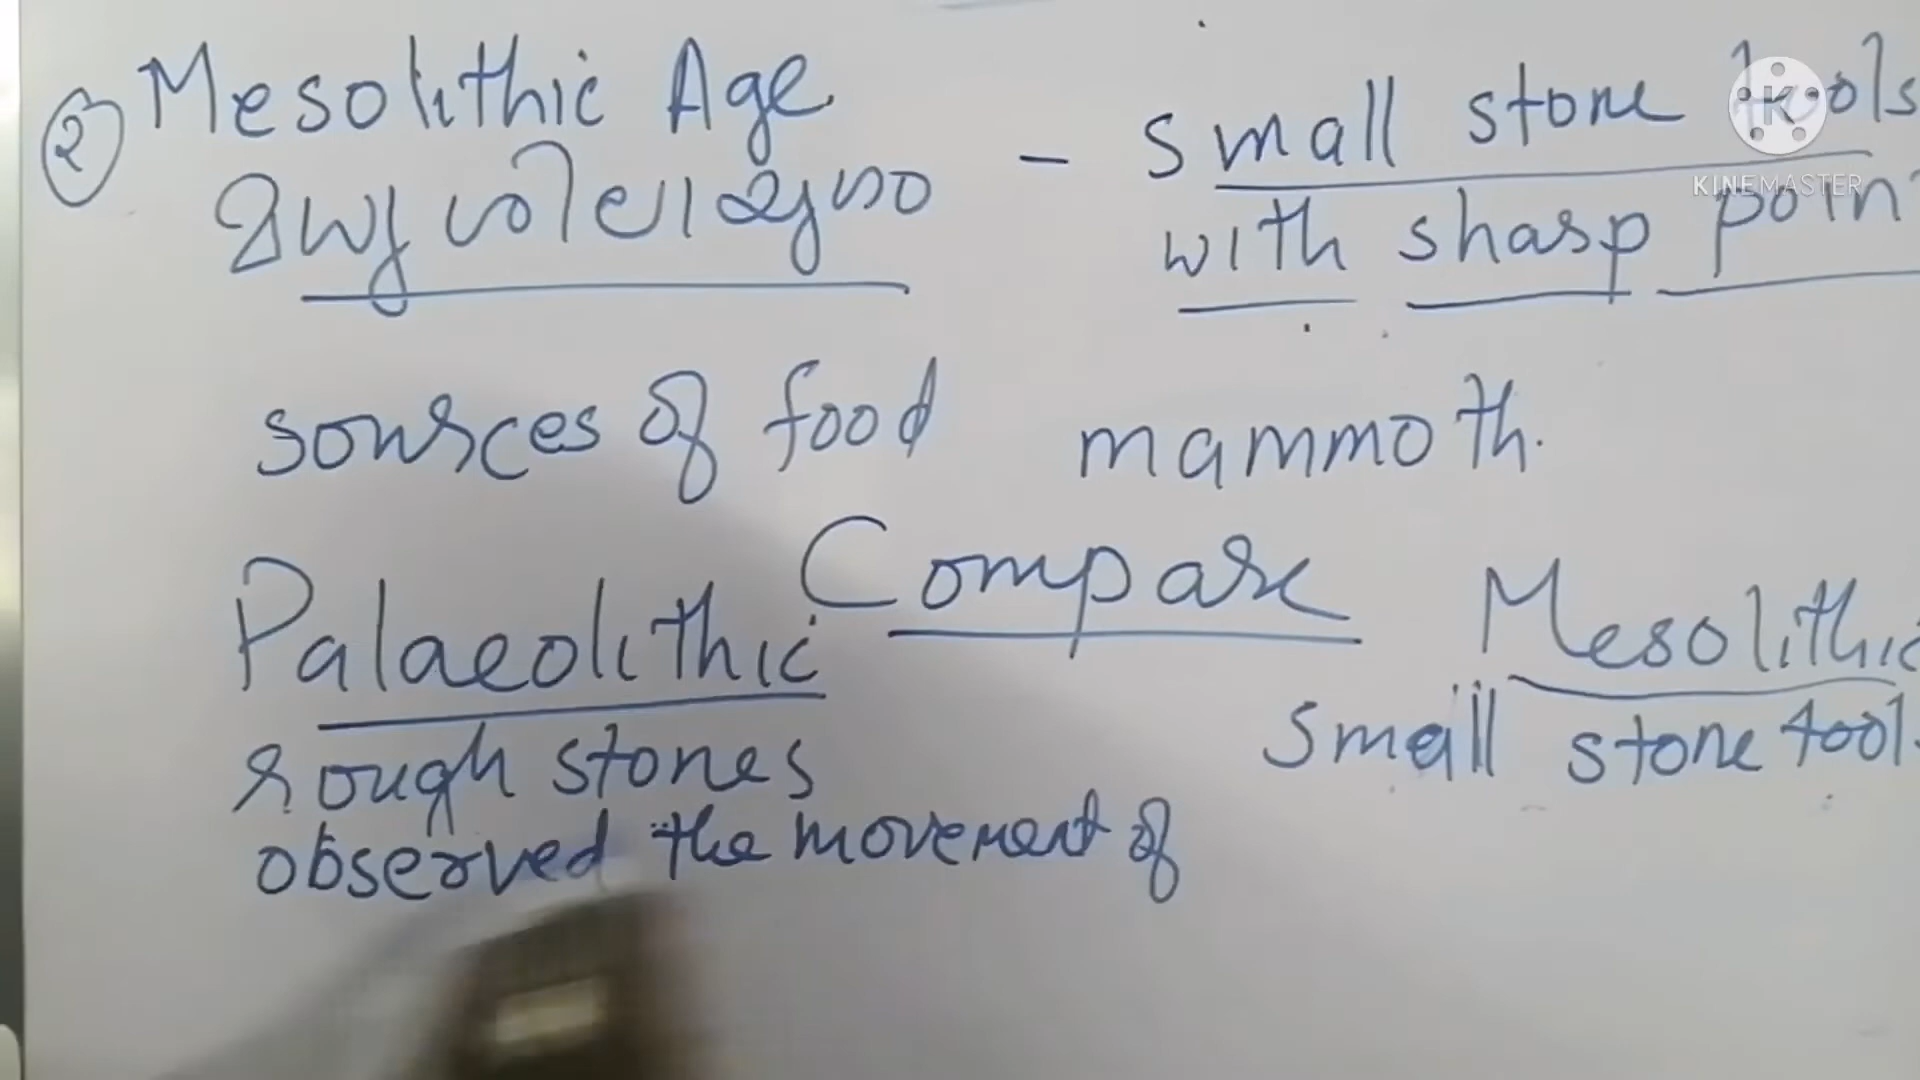 2 Mesolithic Age
മധ്യശിലായുഗം - small stone tools
with sharp poin
sources of food mammoth.
Compare
Palaeolithic Mesolithic
rough stones small stone tool
observed the movement of
KINEMASTER